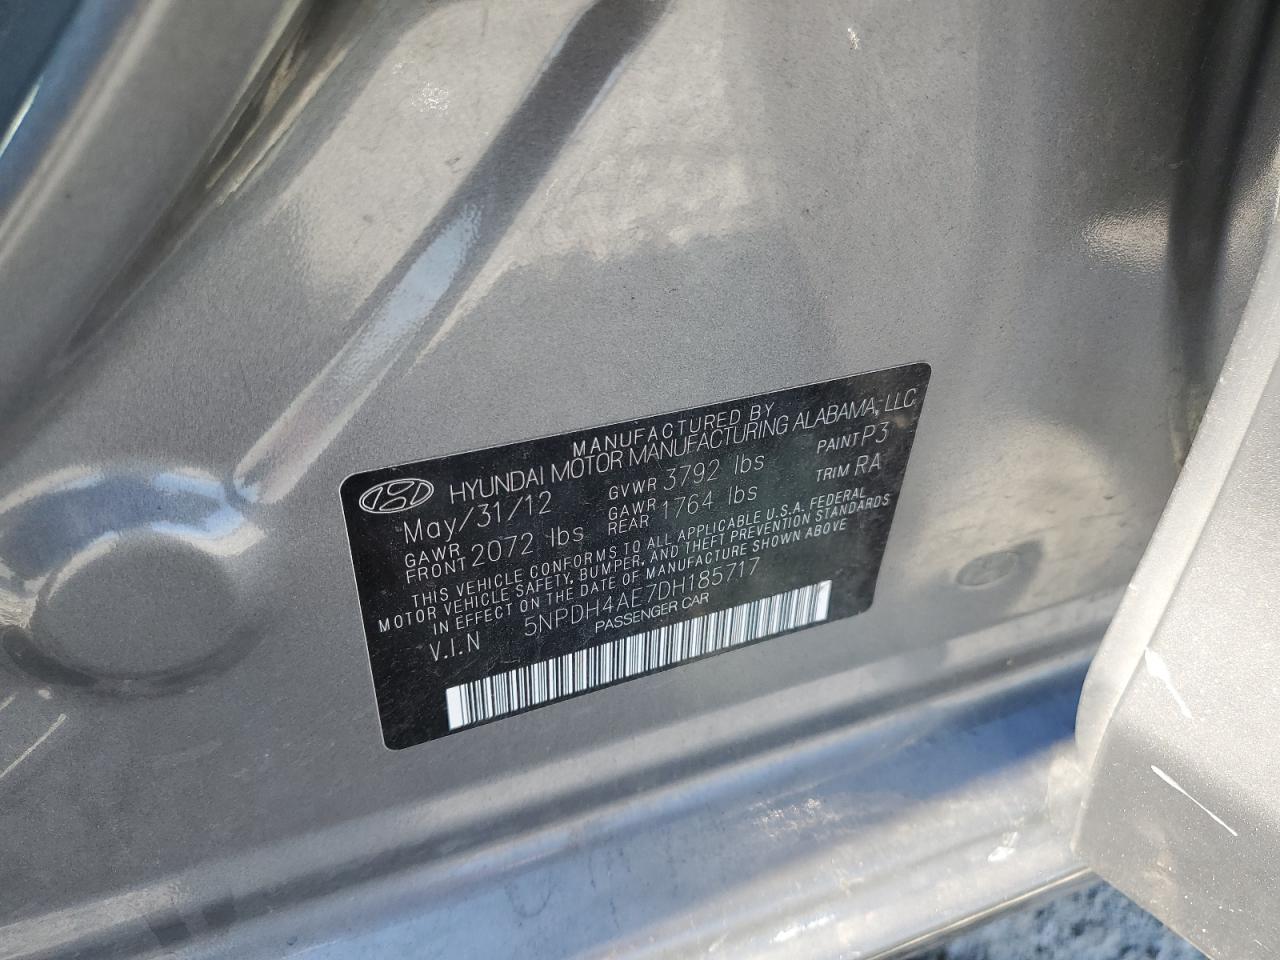 MANUFACTURED BY
HYUNDAI MOTOR MANUFACTURING ALABAMA, LLC
May/31/12 GVWR 3792 lbs PAINT P3
GAWR FRONT 2072 lbs GAWR REAR 1764 lbs TRIM RA
THIS VEHICLE CONFORMS TO ALL APPLICABLE U.S.A. FEDERAL
MOTOR VEHICLE SAFETY, BUMPER, AND THEFT PREVENTION STANDARDS
IN EFFECT ON THE DATE OF MANUFACTURE SHOWN ABOVE
V.I.N 5NPDH4AE7DH185717
PASSENGER CAR